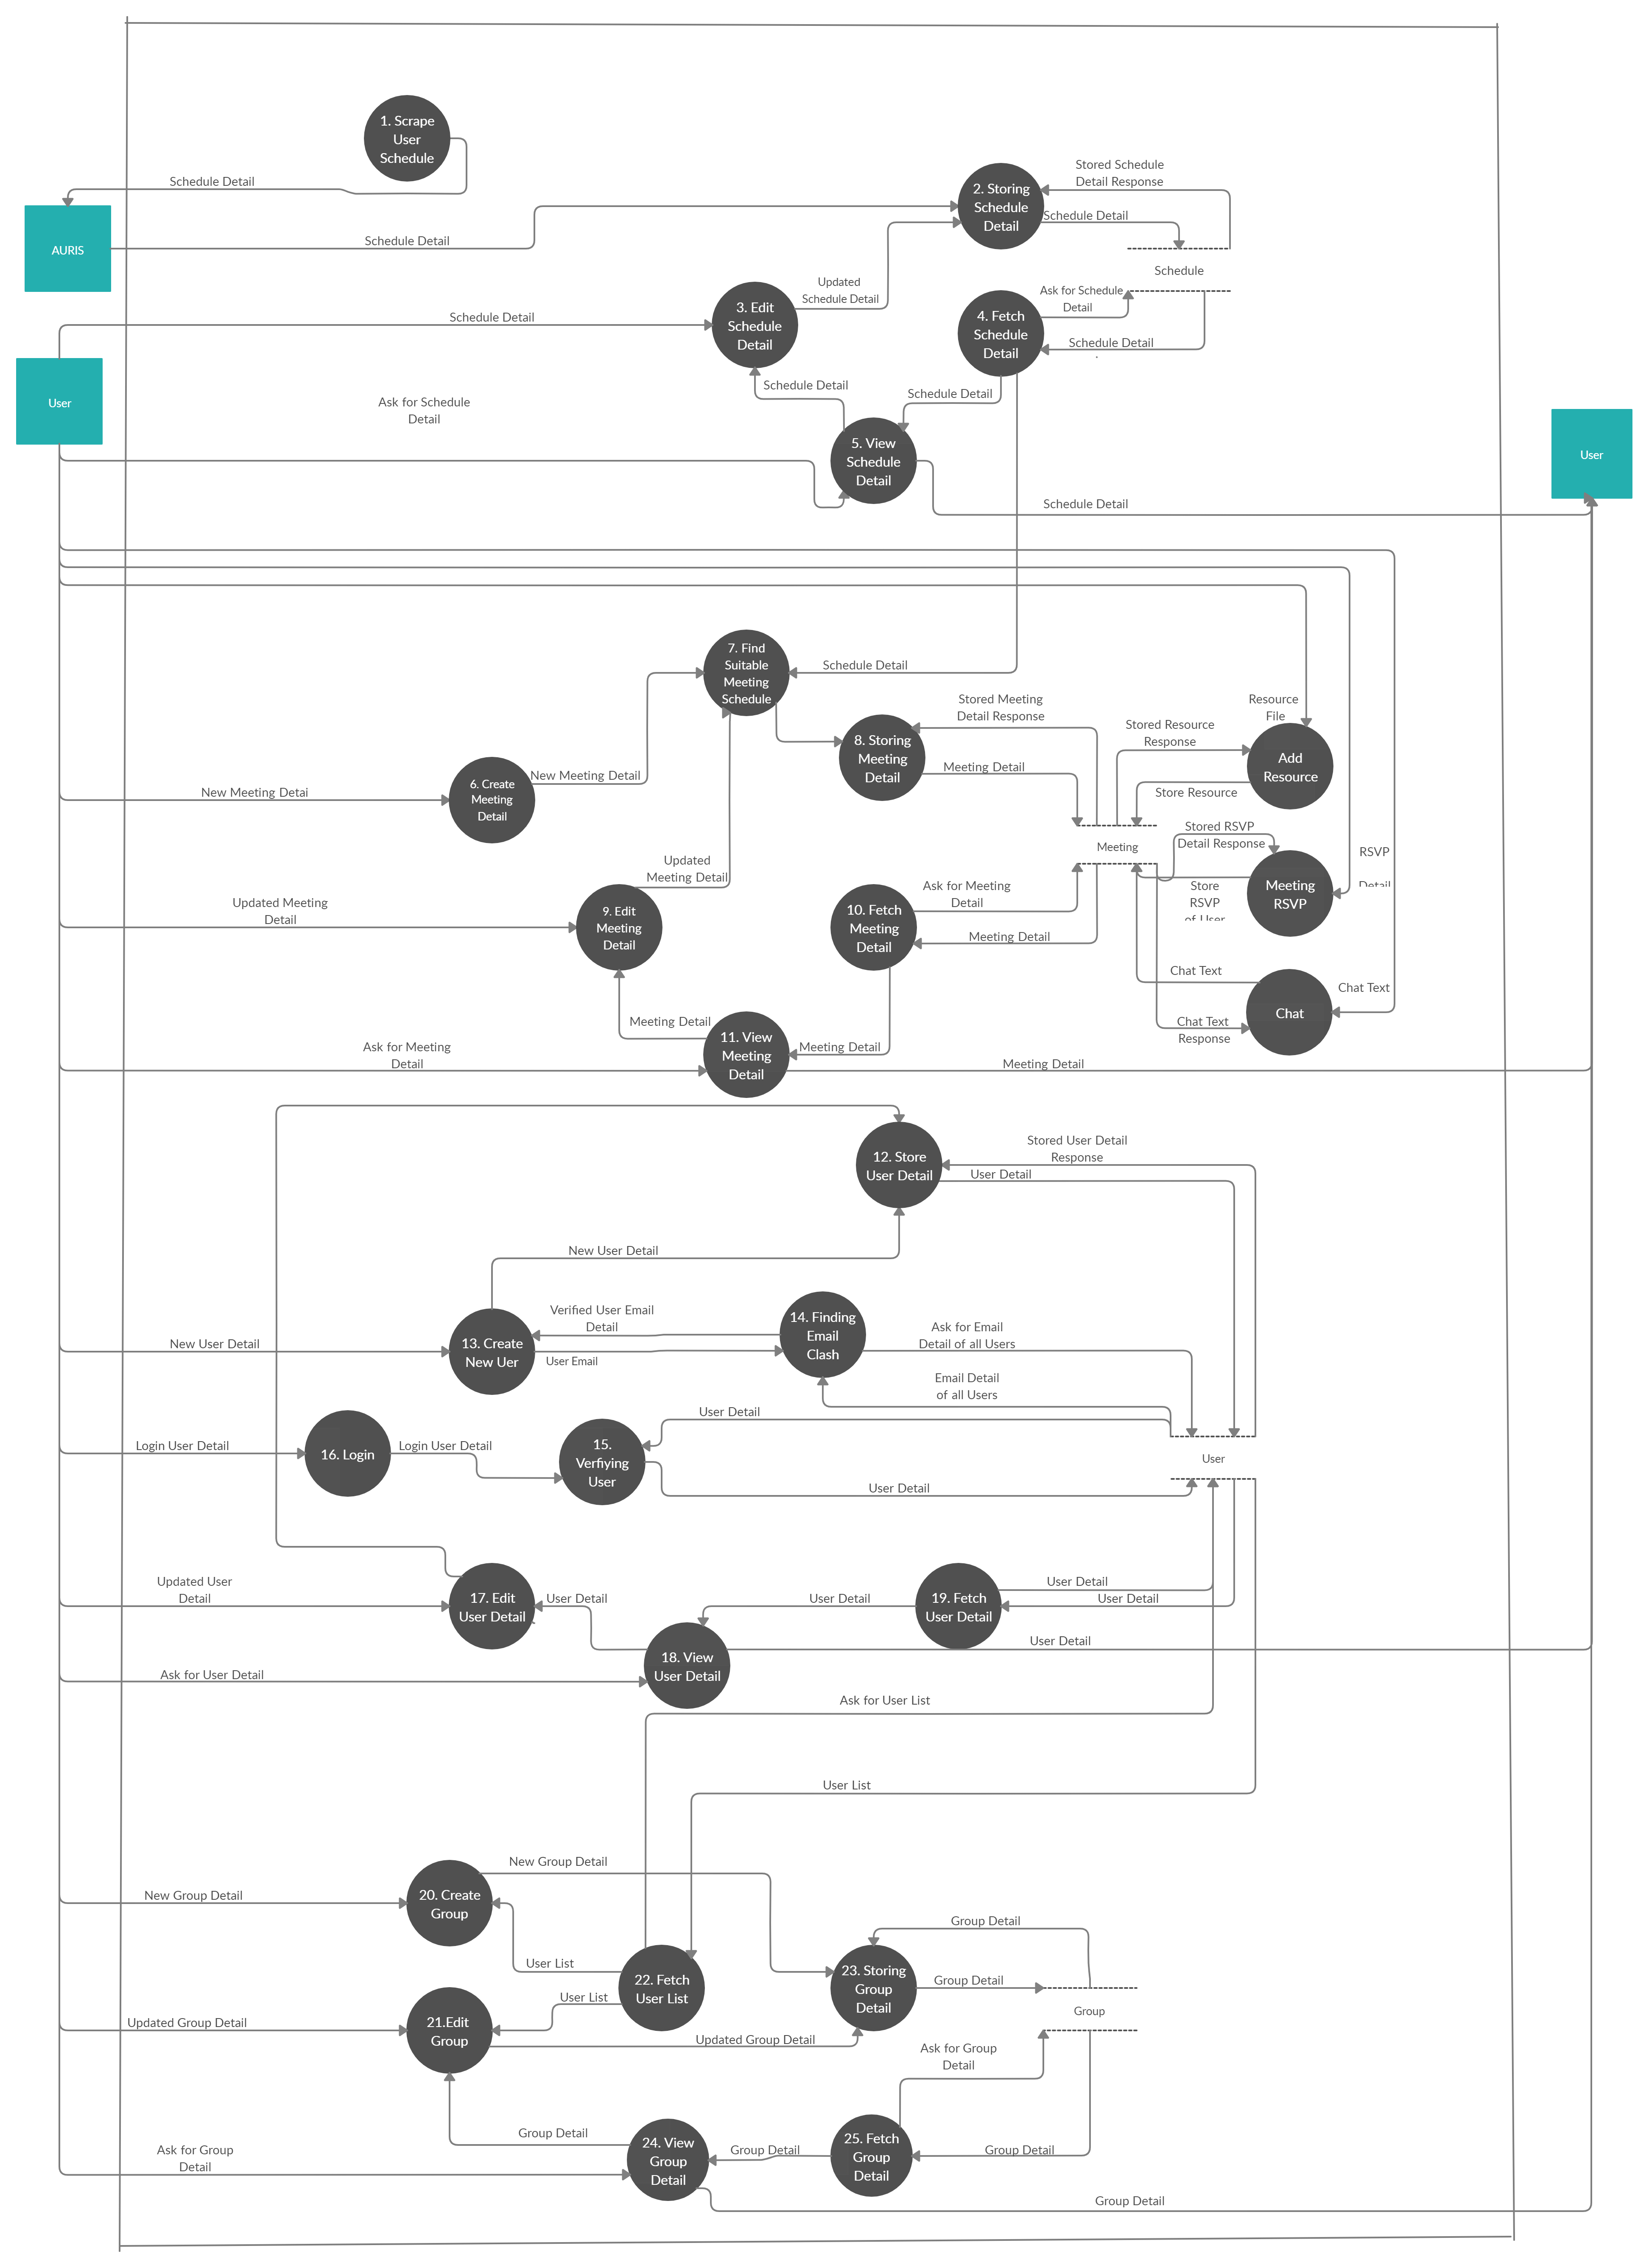 1. Scrape
User
Schedule
Schedule Detail
AURIS
Schedule Detail
2. Storing
Schedule
Detail
Stored Schedule
Detail Response
Schedule Detail
Schedule
Updated
Schedule Detail
3. Edit
Schedule
Detail
Schedule Detail
4. Fetch
Schedule
Detail
Ask for Schedule
Detail
Schedule Detail
User
Ask for Schedule
Detail
Schedule Detail
Schedule Detail
5. View
Schedule
Detail
Schedule Detail
User
7. Find
Suitable
Meeting
Schedule
Schedule Detail
Stored Meeting
Detail Response
8. Storing
Meeting
Detail
Meeting Detail
Resource
File
Stored Resource
Response
Add
Resource
Store Resource
New Meeting Detai
6. Create
Meeting
Detail
New Meeting Detail
Meeting
Stored RSVP
Detail Response
RSVP
Detail
Store
RSVP
of User
Meeting
RSVP
Updated
Meeting Detail
Updated Meeting
Detail
9. Edit
Meeting
Detail
10. Fetch
Meeting
Detail
Ask for Meeting
Detail
Meeting Detail
Chat Text
Chat Text
Chat
Chat Text
Response
Meeting Detail
Ask for Meeting
Detail
11. View
Meeting
Detail
Meeting Detail
Meeting Detail
12. Store
User Detail
Stored User Detail
Response
User Detail
New User Detail
New User Detail
13. Create
New Uer
Verified User Email
Detail
User Email
14. Finding
Email
Clash
Ask for Email
Detail of all Users
Email Detail
of all Users
User Detail
Login User Detail
16. Login
Login User Detail
15.
Verfiying
User
User Detail
User
Updated User
Detail
17. Edit
User Detail
User Detail
User Detail
19. Fetch
User Detail
User Detail
User Detail
Ask for User Detail
18. View
User Detail
User Detail
Ask for User List
User List
New Group Detail
New Group Detail
20. Create
Group
User List
22. Fetch
User List
User List
Updated Group Detail
21.Edit
Group
Updated Group Detail
23. Storing
Group
Detail
Group Detail
Group Detail
Group
Ask for Group
Detail
Group Detail
Ask for Group
Detail
24. View
Group
Detail
Group Detail
25. Fetch
Group
Detail
Group Detail
Group Detail